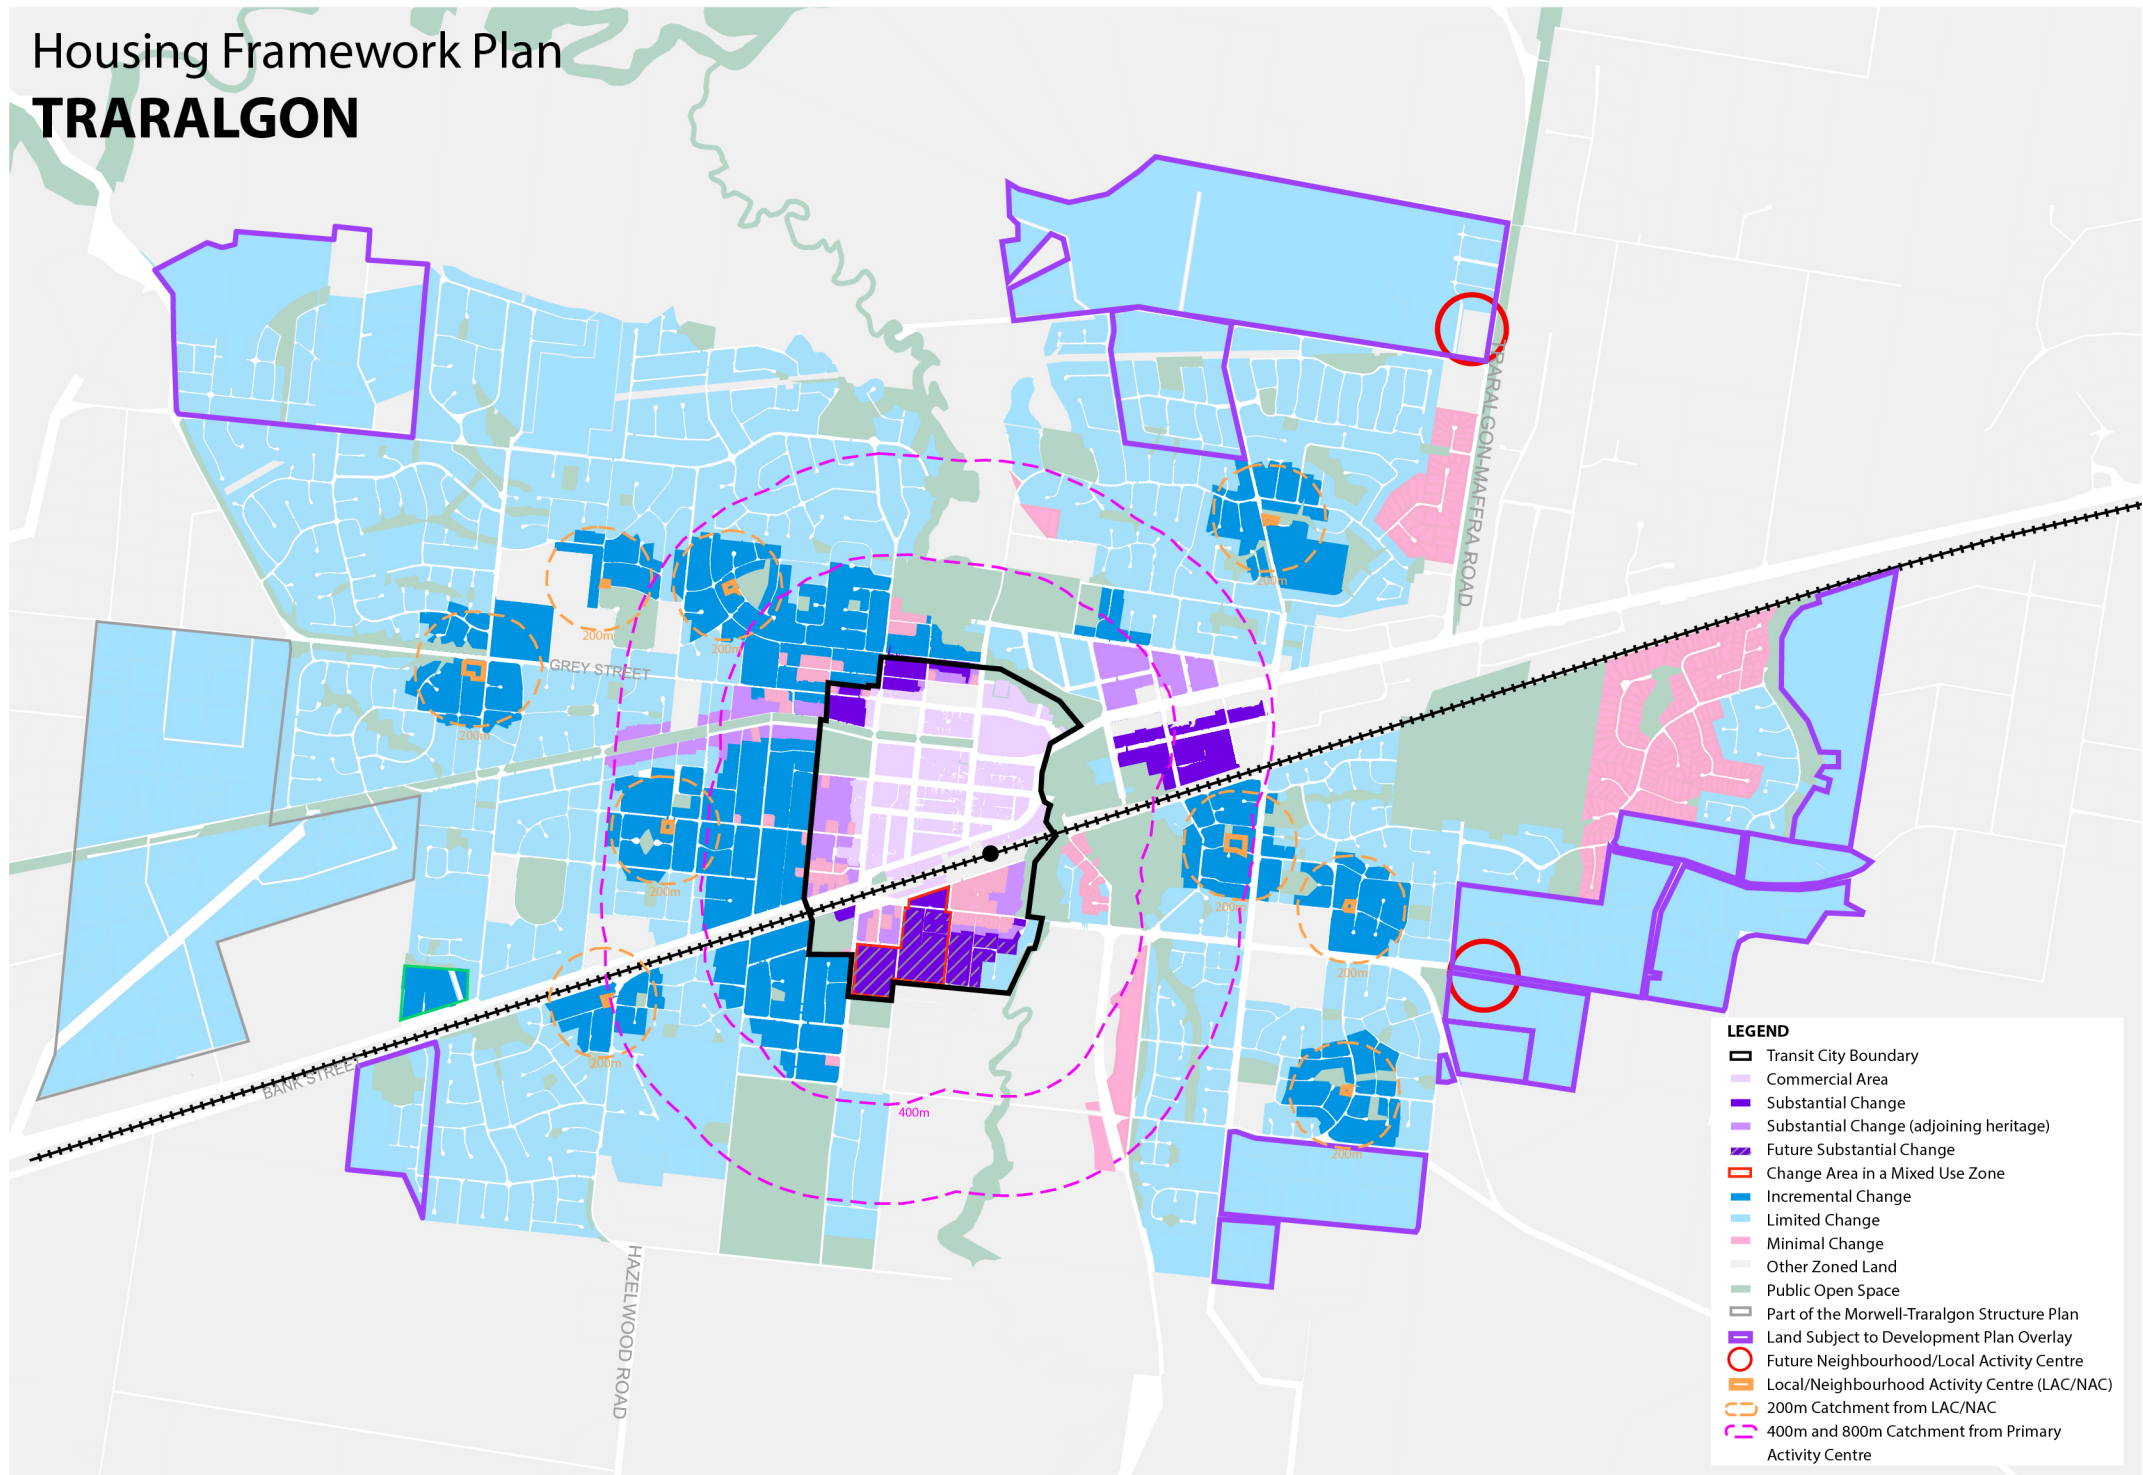 Housing Framework Plan
TRARALGON
TRARALGON-MAFFRA ROAD
200m
200m
200m
GREY STREET
200m
200m
200m
200m
200m
BANK STREET
400m
200m
HAZELWOOD ROAD
LEGEND
Transit City Boundary
Commercial Area
Substantial Change
Substantial Change (adjoining heritage)
Future Substantial Change
Change Area in a Mixed Use Zone
Incremental Change
Limited Change
Minimal Change
Other Zoned Land
Public Open Space
Part of the Morwell-Traralgon Structure Plan
Land Subject to Development Plan Overlay
Future Neighbourhood/Local Activity Centre
Local/Neighbourhood Activity Centre (LAC/NAC)
200m Catchment from LAC/NAC
400m and 800m Catchment from Primary
Activity Centre